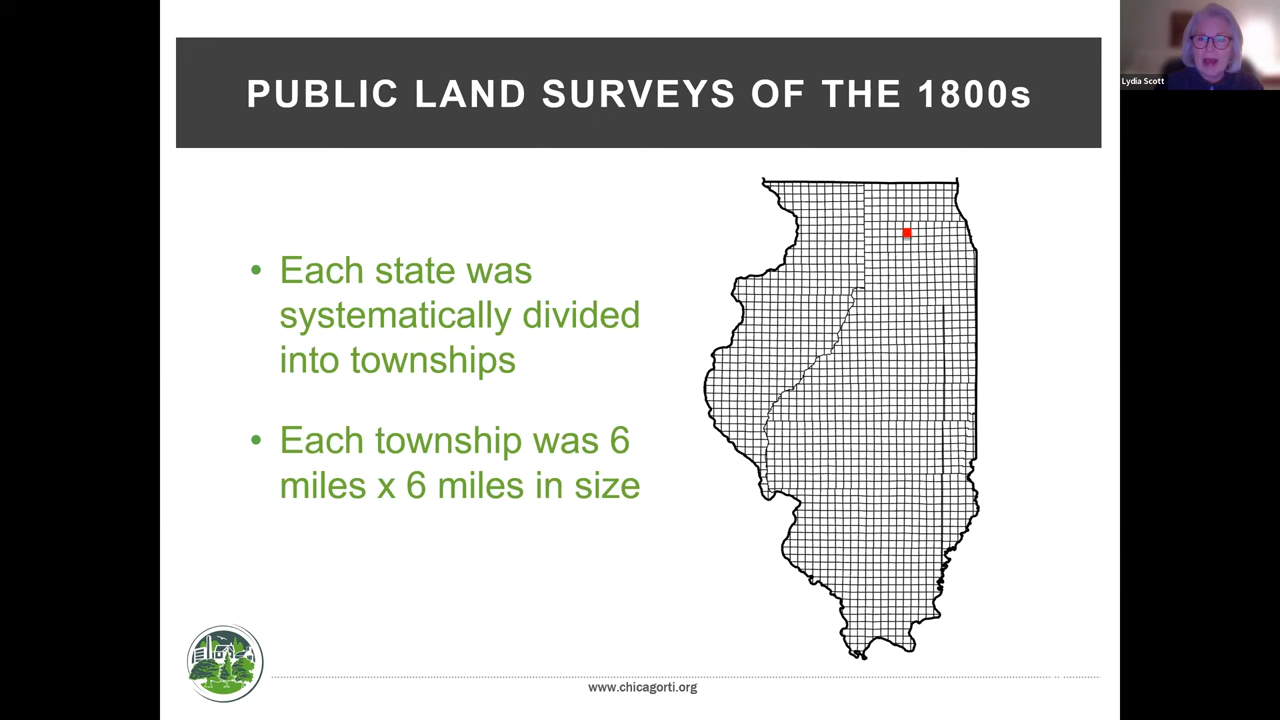 PUBLIC LAND SURVEYS OF THE 1800s
Lydia Scott
• Each state was
systematically divided
into townships
• Each township was 6
miles x 6 miles in size
www.chicagorti.org